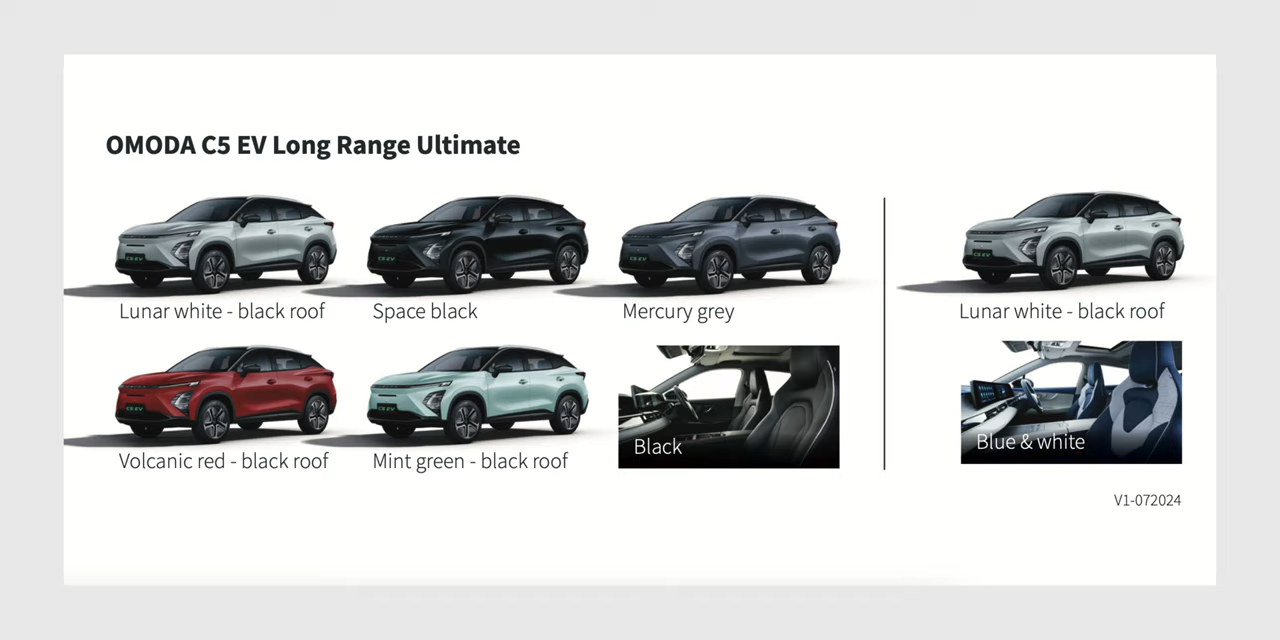 OMODA C5 EV Long Range Ultimate
Lunar white - black roof
Space black
Mercury grey
Volcanic red - black roof
Mint green - black roof
Black
Lunar white - black roof
Blue & white
V1-072024